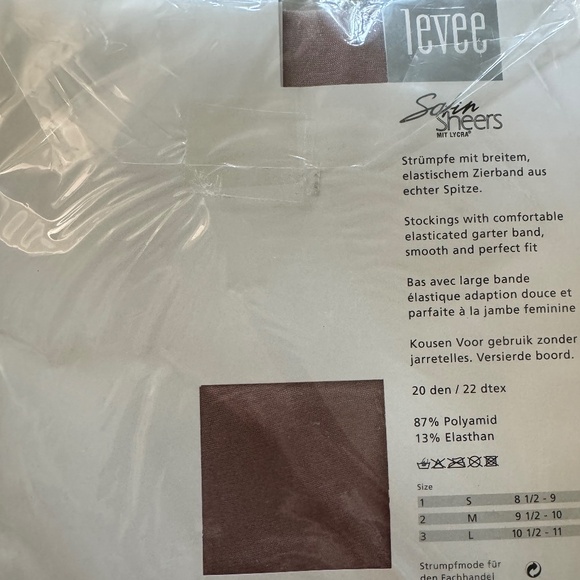 levee
Satin
Sheers
MIT LYCRA®
Strümpfe mit breitem,
elastischem Zierband aus
echter Spitze.
Stockings with comfortable
elasticated garter band,
smooth and perfect fit
Bas avec large bande
élastique adaption douce et
parfaite à la jambe feminine
Kousen Voor gebruik zonder
jarretelles. Versierde boord.
20 den / 22 dtex
87% Polyamid
13% Elasthan
Size
1 S 8 1/2 - 9
2 M 9 1/2 - 10
3 L 10 1/2 - 11
Strumpfmode für
den Fachhandel